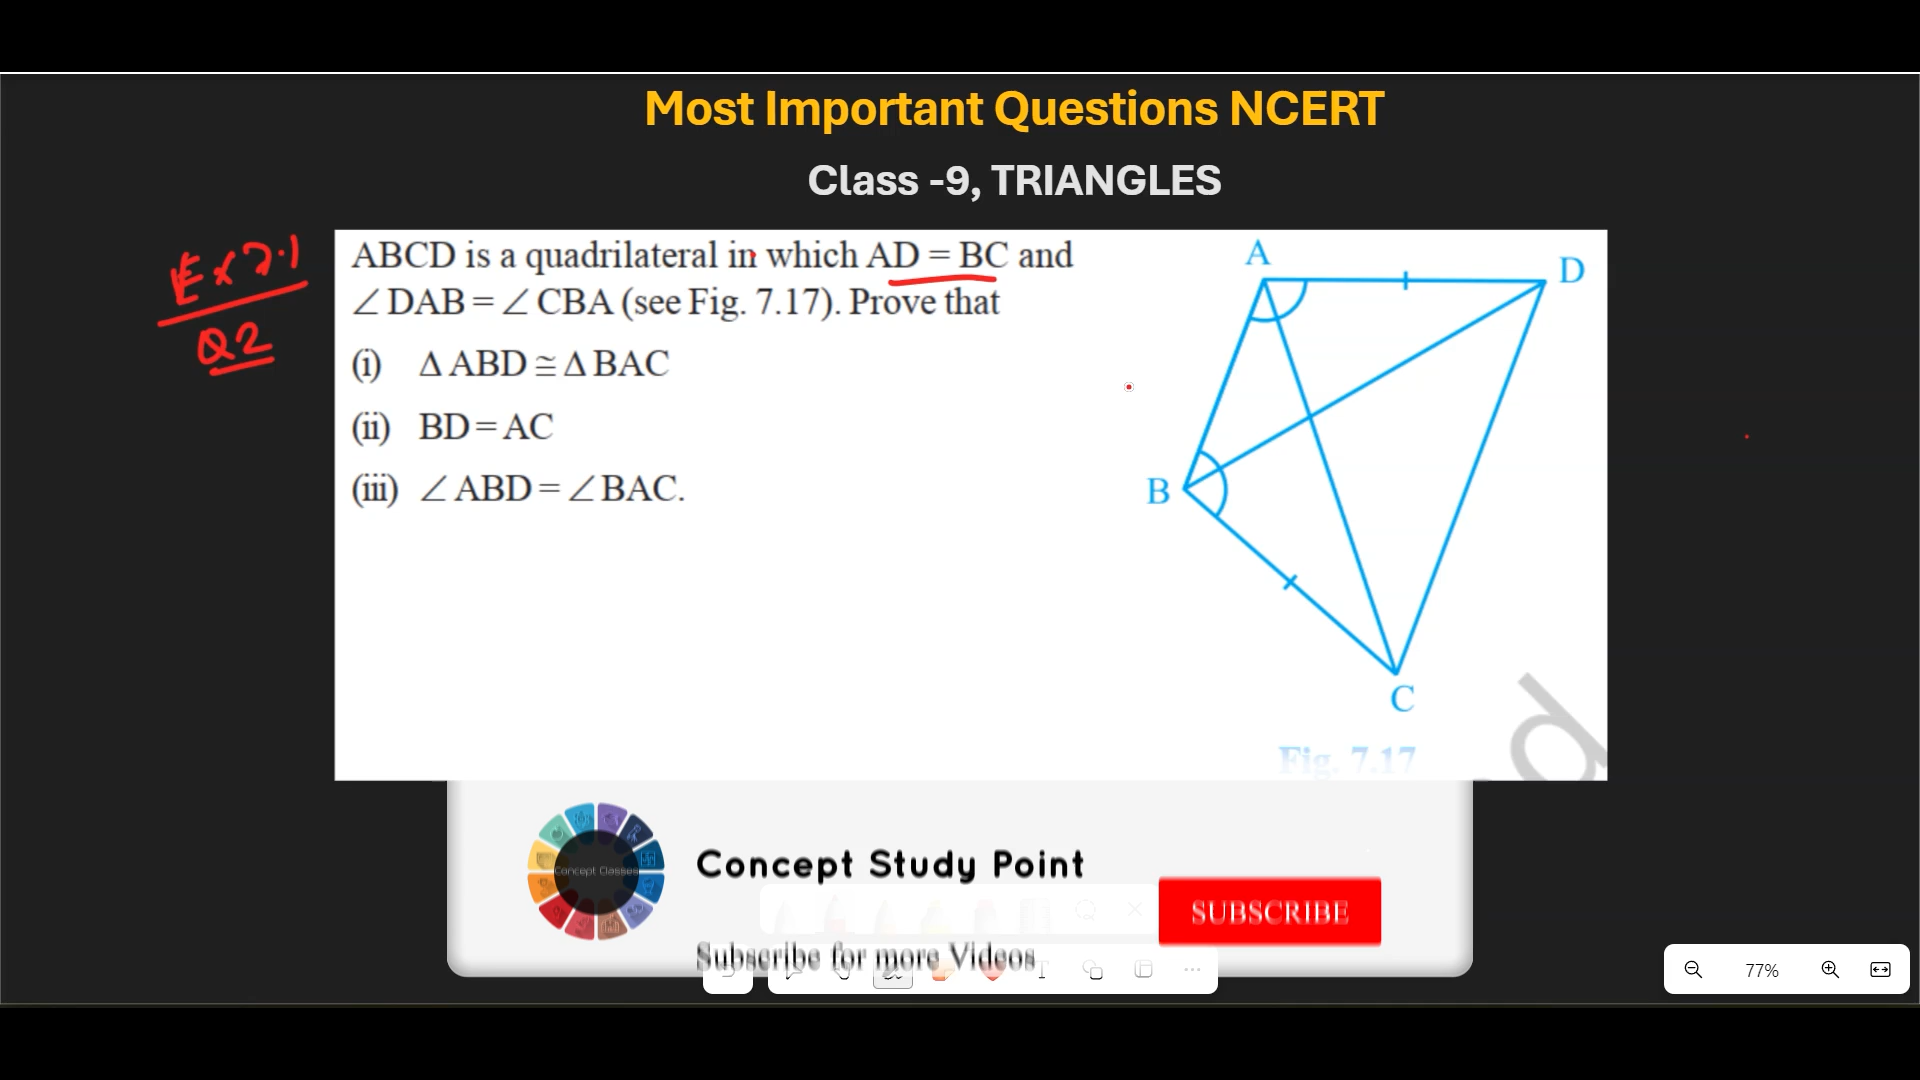 Most Important Questions NCERT
Class -9, TRIANGLES
Ex 7.1
Q2
ABCD is a quadrilateral in which AD = BC and
∠ DAB = ∠ CBA (see Fig. 7.17). Prove that
(i) Δ ABD ≅ Δ BAC
(ii) BD = AC
(iii) ∠ ABD = ∠ BAC.
A
D
B
C
Fig. 7.17
d
Concept Classes
Concept Study Point
SUBSCRIBE
Subscribe for more Videos
77%